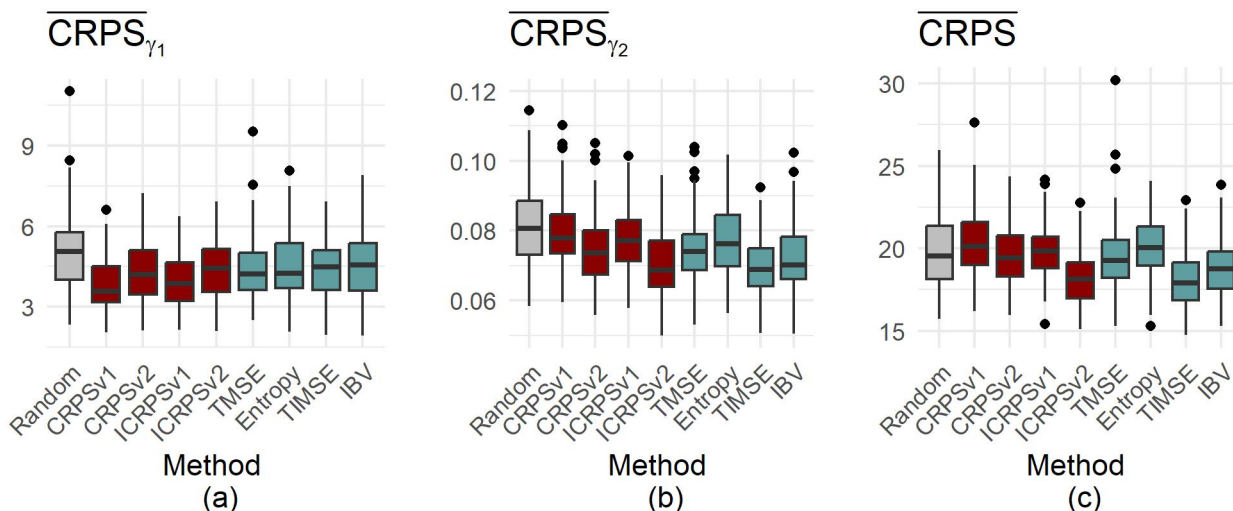 CRPSγ1
9
6
3
Random
CRPSv1
CRPSv2
ICRPSv1
ICRPSv2
TMSE
Entropy
TIMSE
IBV
Method
(a)
CRPSγ2
0.12
0.10
0.08
0.06
Random
CRPSv1
CRPSv2
ICRPSv1
ICRPSv2
TMSE
Entropy
TIMSE
IBV
Method
(b)
CRPS
30
25
20
15
Random
CRPSv1
CRPSv2
ICRPSv1
ICRPSv2
TMSE
Entropy
TIMSE
IBV
Method
(c)